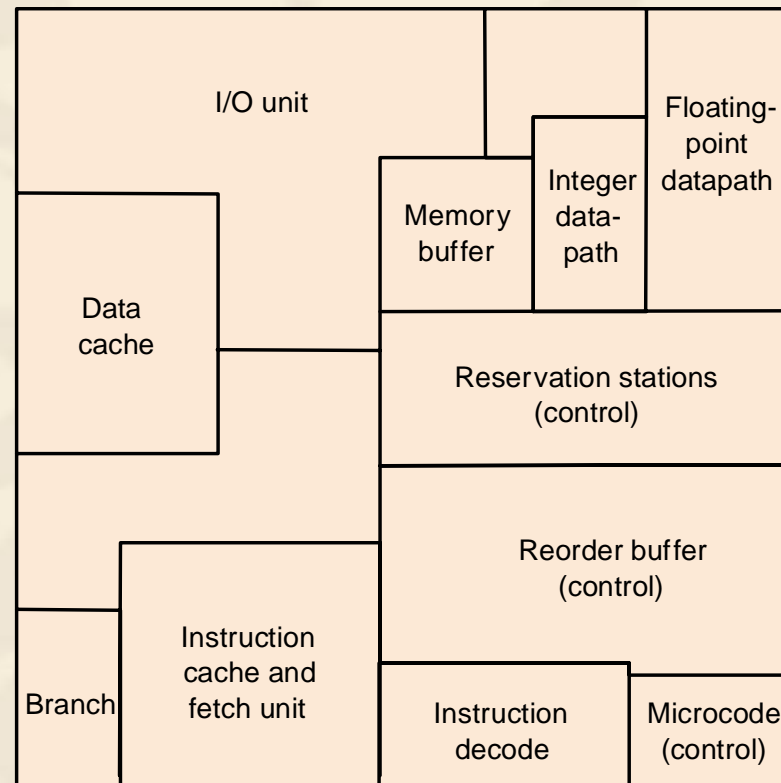 I/O unit
Floating-
point
datapath
Integer
data-
path
Memory
buffer
Data
cache
Reservation stations
(control)
Reorder buffer
(control)
Instruction
cache and
fetch unit
Branch
Instruction
decode
Microcode
(control)